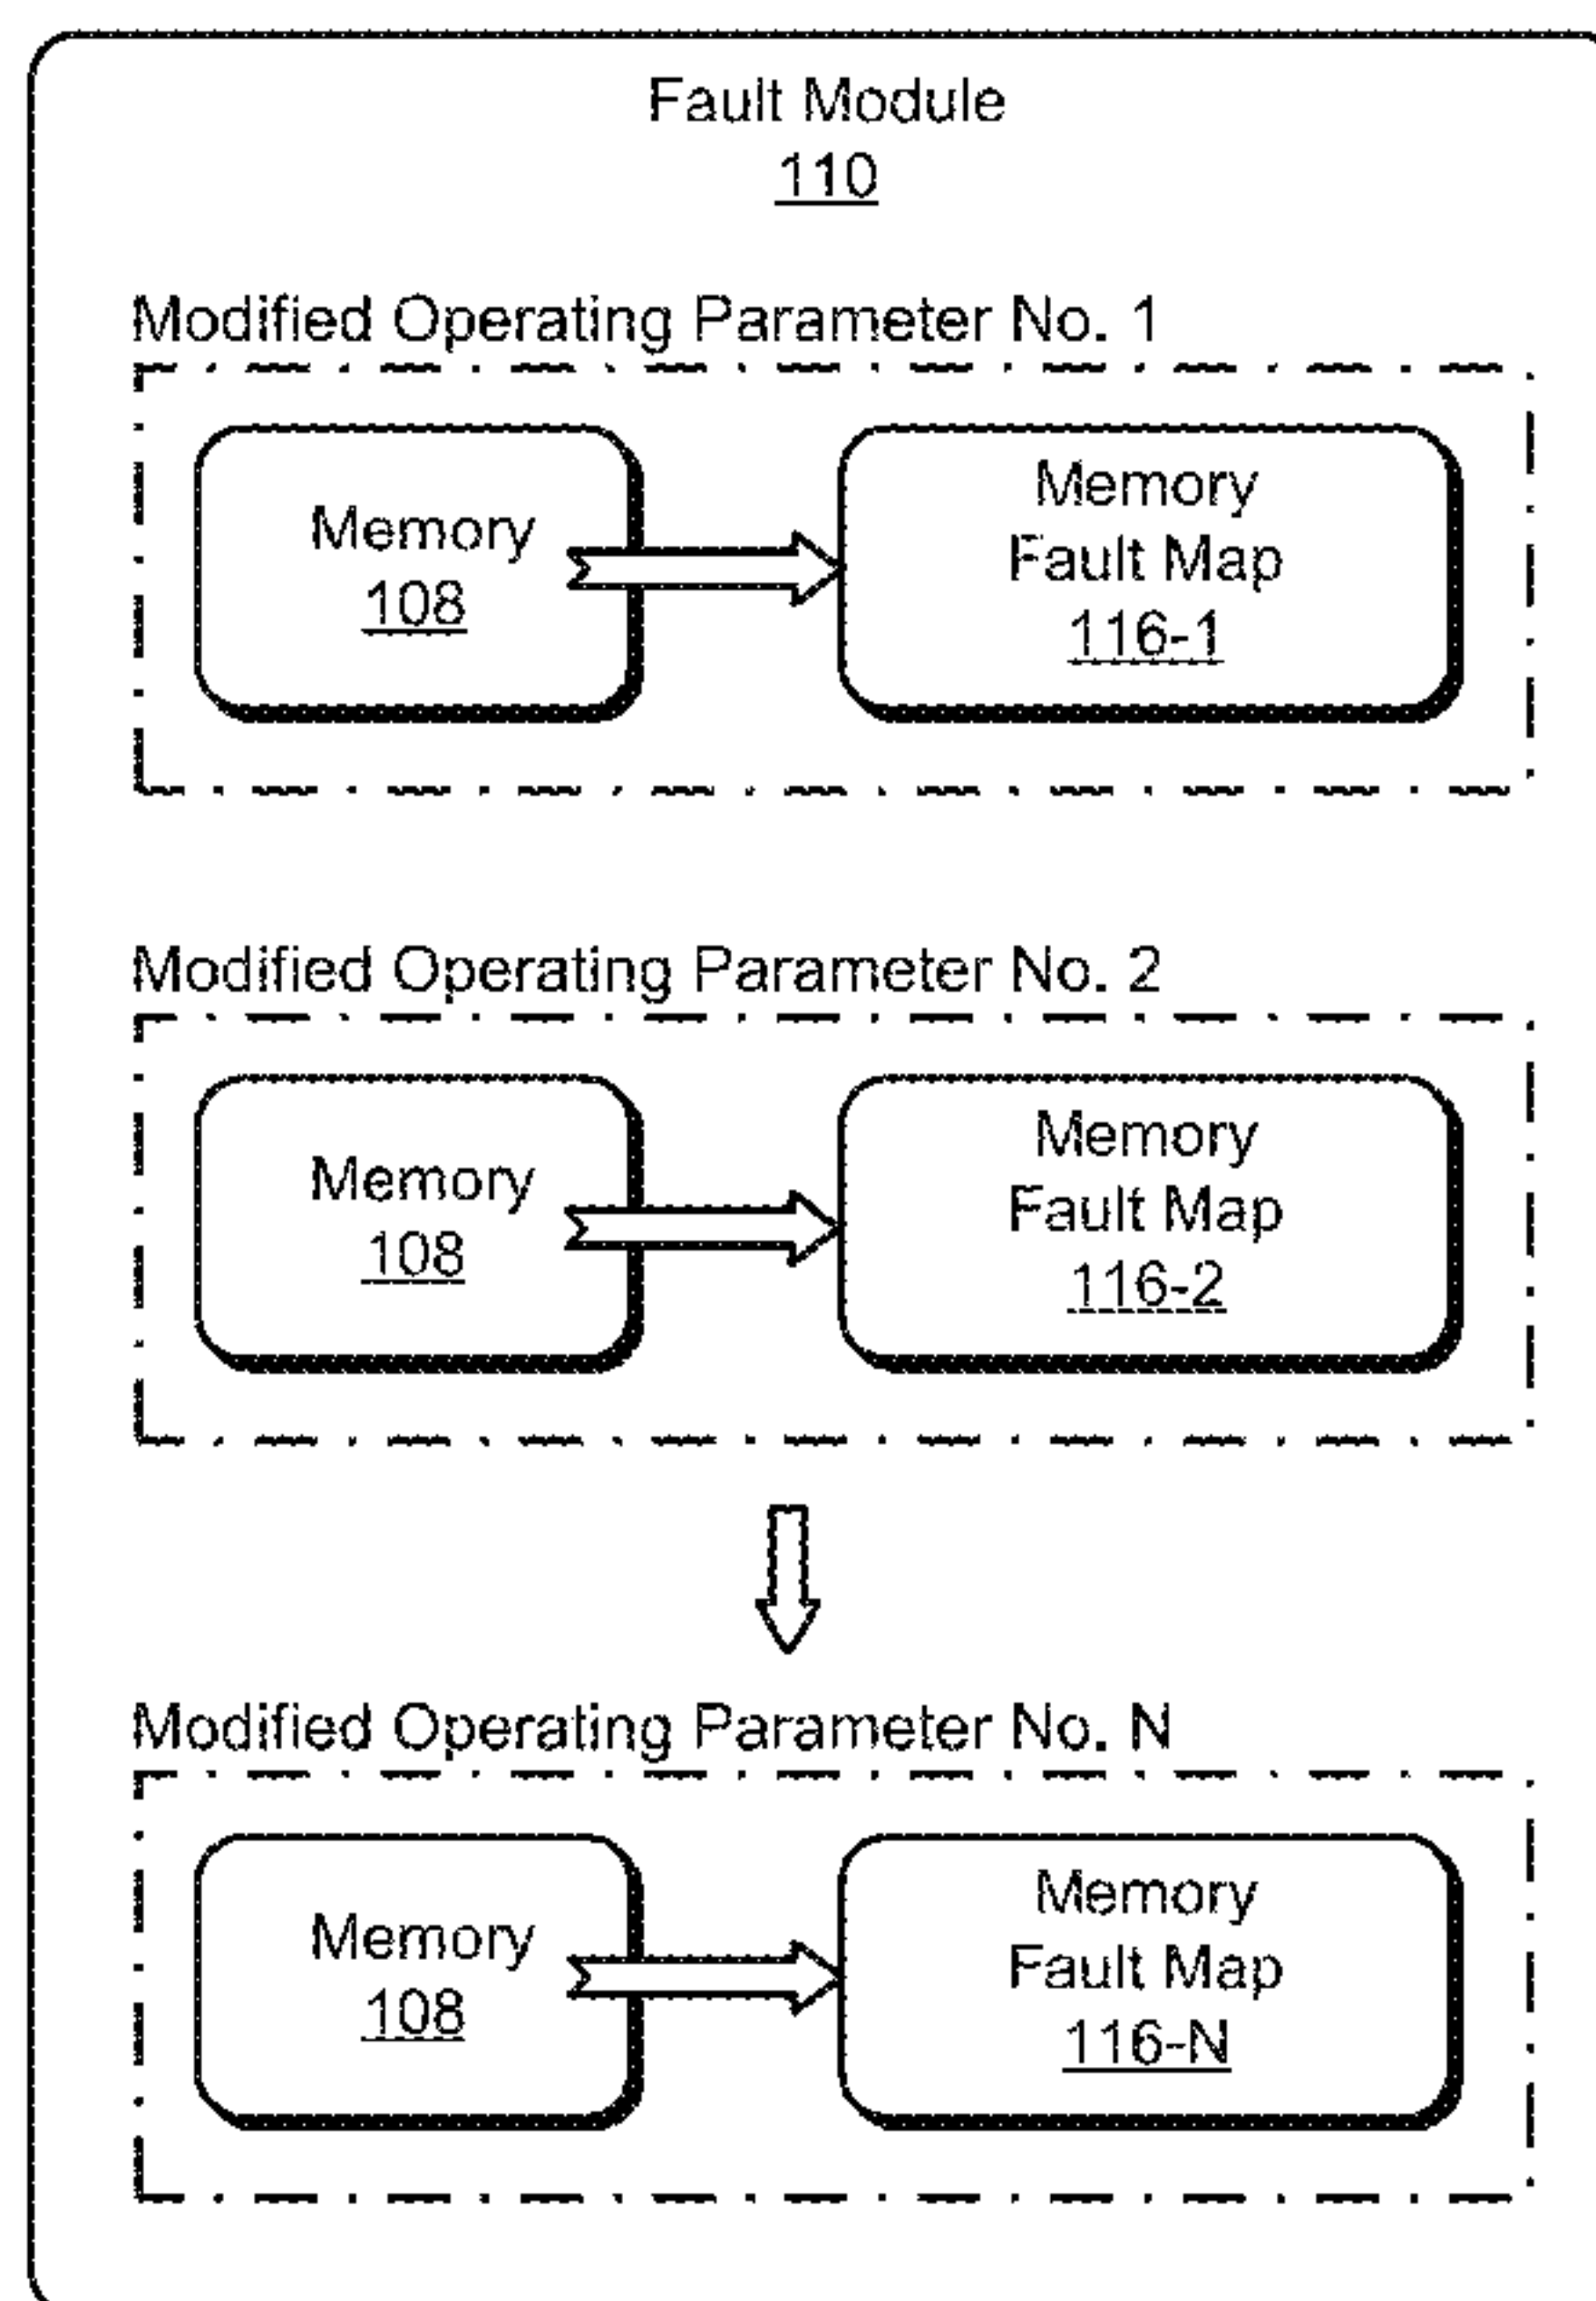 Fault Module
110
Modified Operating Parameter No. 1
Memory
108
Memory
Fault Map
116-1
Modified Operating Parameter No. 2
Memory
108
Memory
Fault Map
116-2
Modified Operating Parameter No. N
Memory
108
Memory
Fault Map
116-N